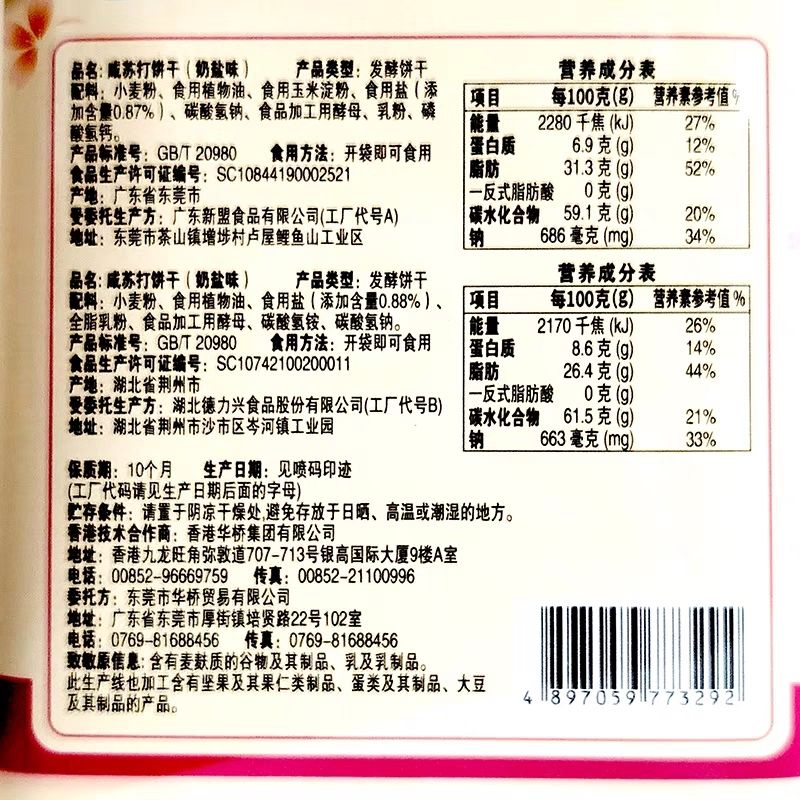 品名：咸苏打饼干（奶盐味） 产品类型：发酵饼干
配料：小麦粉、食用植物油、食用玉米淀粉、食用盐（添
加含量0.87%）、碳酸氢钠、食品加工用酵母、乳粉、磷
酸氢钙。
产品标准号：GB/T 20980 食用方法：开袋即可食用
食品生产许可证编号：SC10844190002521
产地：广东省东莞市
受委托生产方：广东新盟食品有限公司(工厂代号A)
地址：东莞市茶山镇增埗村卢屋鲤鱼山工业区
营养成分表
项目 每100克(g) 营养素参考值%
能量 2280 千焦 (kJ) 27%
蛋白质 6.9 克 (g) 12%
脂肪 31.3 克 (g) 52%
一反式脂肪酸 0 克 (g)
碳水化合物 59.1 克 (g) 20%
钠 686 毫克 (mg) 34%
品名：咸苏打饼干（奶盐味） 产品类型：发酵饼干
配料：小麦粉、食用植物油、食用盐（添加含量0.88%）、
全脂乳粉、食品加工用酵母、碳酸氢铵、碳酸氢钠。
产品标准号：GB/T 20980 食用方法：开袋即可食用
食品生产许可证编号：SC10742100200011
产地：湖北省荆州市
受委托生产方：湖北德力兴食品股份有限公司(工厂代号B)
地址：湖北省荆州市沙市区岑河镇工业园
营养成分表
项目 每100克(g) 营养素参考值%
能量 2170 千焦 (kJ) 26%
蛋白质 8.6 克 (g) 14%
脂肪 26.4 克 (g) 44%
一反式脂肪酸 0 克 (g)
碳水化合物 61.5 克 (g) 21%
钠 663 毫克 (mg) 33%
保质期：10个月 生产日期：见喷码印迹
(工厂代码请见生产日期后面的字母)
贮存条件：请置于阴凉干燥处,避免存放于日晒、高温或潮湿的地方。
香港技术合作商：香港华桥集团有限公司
地址：香港九龙旺角弥敦道707-713号银高国际大厦9楼A室
电话：00852-96669759 传真：00852-21100996
委托方：东莞市华桥贸易有限公司
地址：广东省东莞市厚街镇培贤路22号102室
电话：0769-81688456 传真：0769-81688456
致敏原信息：含有麦麸质的谷物及其制品、乳及乳制品。
此生产线也加工含有坚果及其果仁类制品、蛋类及其制品、大豆
及其制品的产品。
4 897059 773292